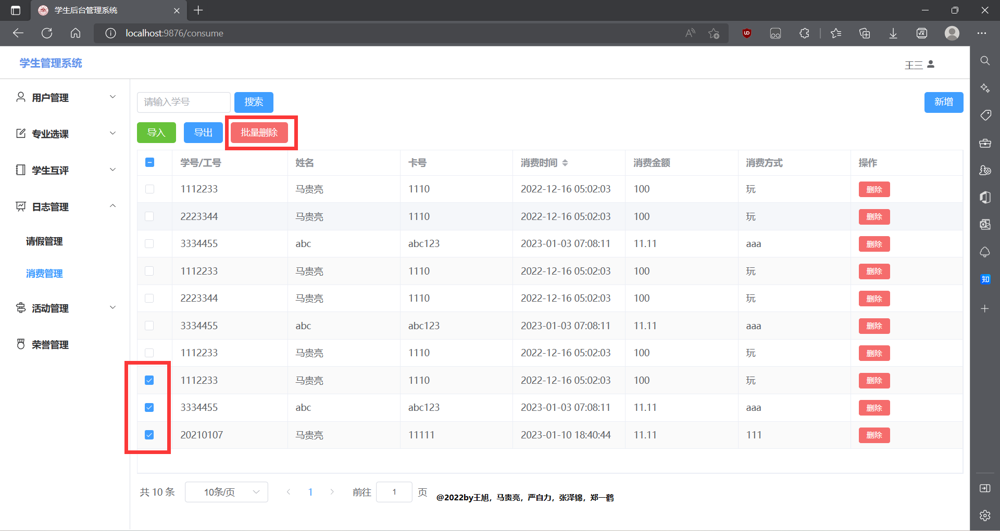 学生后台管理系统
localhost:9876/consume
学生管理系统
王三
用户管理
专业选课
学生互评
日志管理
请假管理
消费管理
活动管理
荣誉管理
请输入学号 搜索 新增
导入 导出 批量删除
学号/工号 姓名 卡号 消费时间 消费金额 消费方式 操作
1112233 马贵亮 1110 2022-12-16 05:02:03 100 玩 删除
2223344 马贵亮 1110 2022-12-16 05:02:03 100 玩 删除
3334455 abc abc123 2023-01-03 07:08:11 11.11 aaa 删除
1112233 马贵亮 1110 2022-12-16 05:02:03 100 玩 删除
2223344 马贵亮 1110 2022-12-16 05:02:03 100 玩 删除
3334455 abc abc123 2023-01-03 07:08:11 11.11 aaa 删除
1112233 马贵亮 1110 2022-12-16 05:02:03 100 玩 删除
1112233 马贵亮 1110 2022-12-16 05:02:03 100 玩 删除
3334455 abc abc123 2023-01-03 07:08:11 11.11 aaa 删除
20210107 马贵亮 11111 2023-01-10 18:40:44 11.11 111 删除
共 10 条 10条/页 1 前往 1 页 @2022by王旭，马贵亮，严自力，张泽锦，郑一鹤
知